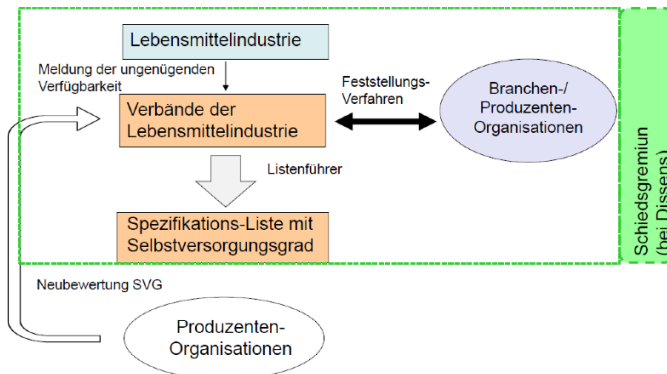 Lebensmittelindustrie
Meldung der ungenügenden
Verfügbarkeit
Verbände der
Lebensmittelindustrie
Feststellungs-
Verfahren
Branchen-/
Produzenten-
Organisationen
Listenführer
Spezifikations-Liste mit
Selbstversorgungsgrad
Schiedsgremiun
(bei Dissens)
Neubewertung SVG
Produzenten-
Organisationen